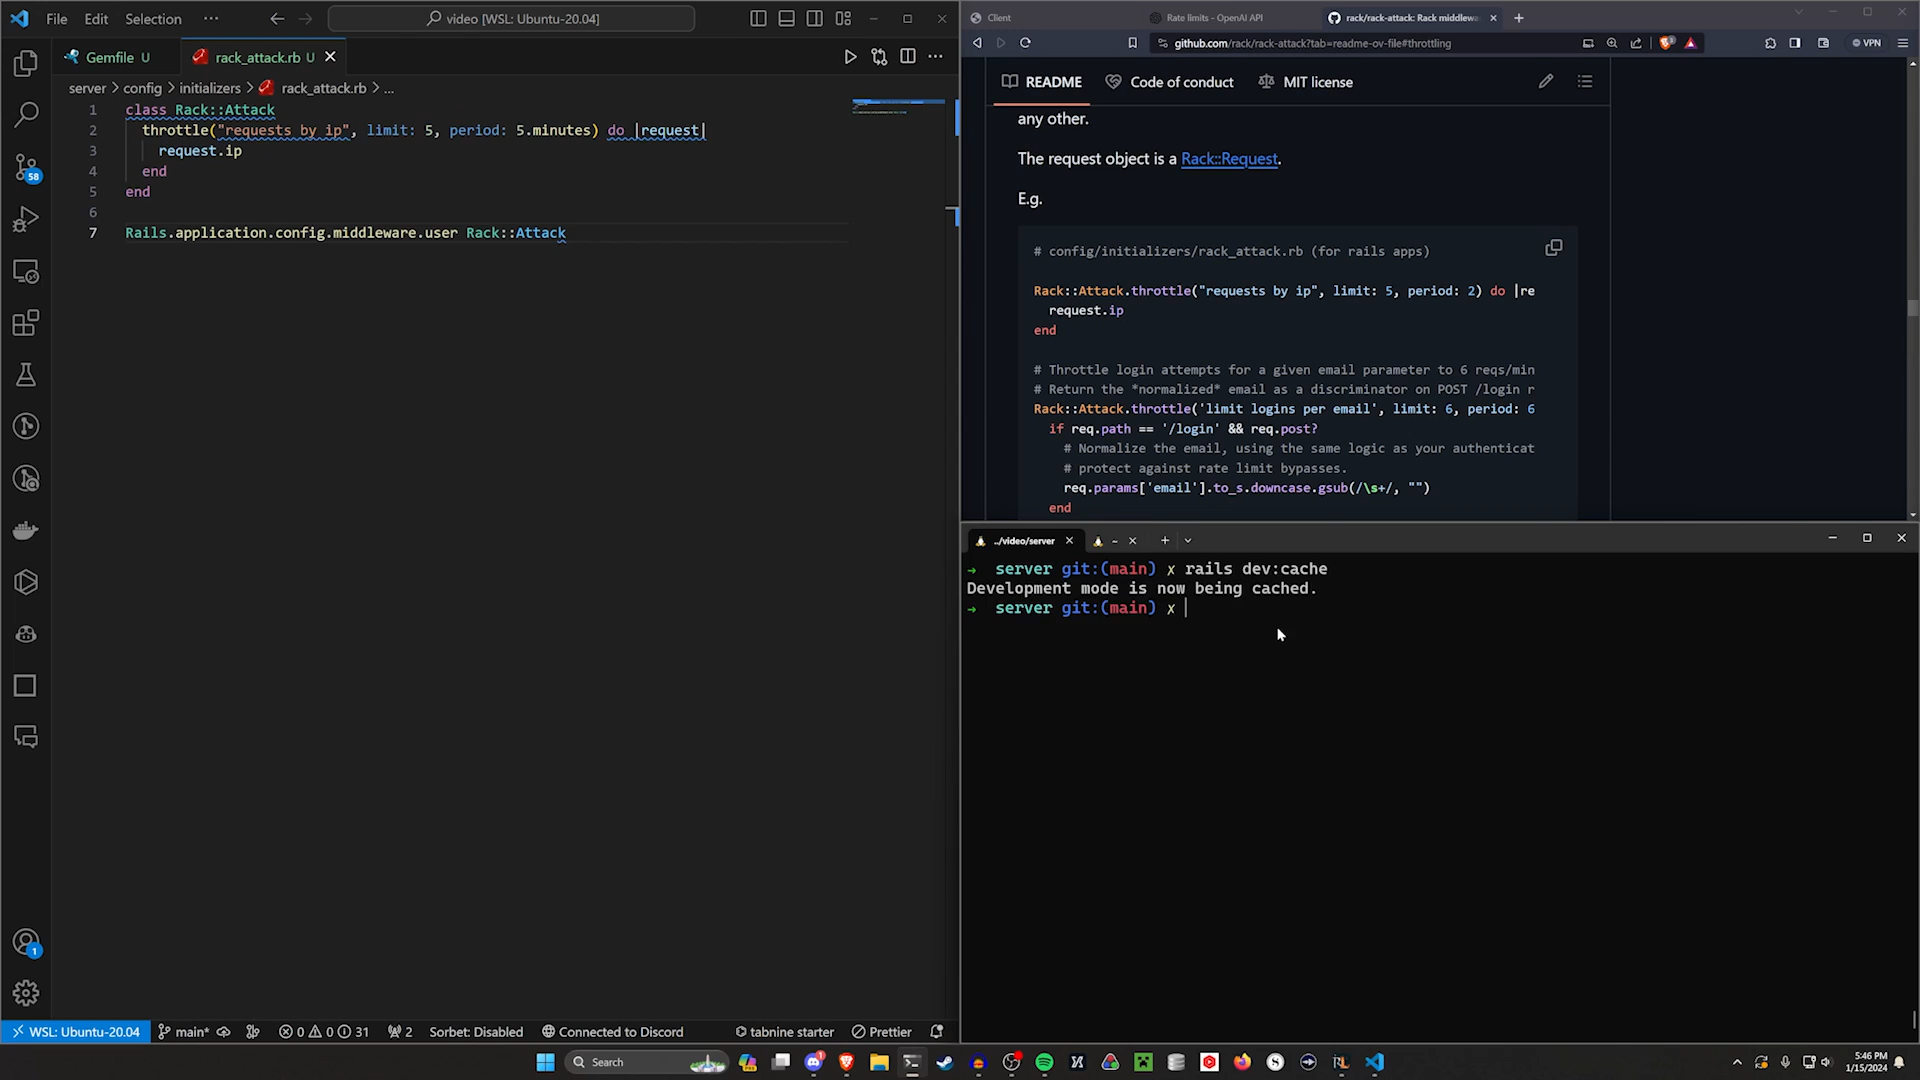 File Edit Selection ··· video [WSL: Ubuntu-20.04]
Gemfile U rack_attack.rb U
server > config > initializers > rack_attack.rb > ...
1 class Rack::Attack
2 throttle("requests by ip", limit: 5, period: 5.minutes) do |request|
3 request.ip
4 end
5 end
6
7 Rails.application.config.middleware.user Rack::Attack
58
1
WSL: Ubuntu-20.04 main* 0 0 31 2 Sorbet: Disabled Connected to Discord tabnine starter Prettier
Client Rate limits - OpenAI API rack/rack-attack: Rack middlewa
github.com/rack/rack-attack?tab=readme-ov-file#throttling VPN
README Code of conduct MIT license
any other.
The request object is a Rack::Request.
E.g.
# config/initializers/rack_attack.rb (for rails apps)
Rack::Attack.throttle("requests by ip", limit: 5, period: 2) do |re
request.ip
end
# Throttle login attempts for a given email parameter to 6 reqs/min
# Return the *normalized* email as a discriminator on POST /login r
Rack::Attack.throttle('limit logins per email', limit: 6, period: 6
if req.path == '/login' && req.post?
# Normalize the email, using the same logic as your authenticat
# protect against rate limit bypasses.
req.params['email'].to_s.downcase.gsub(/\s+/, "")
end
../video/server ~
→ server git:(main) ✗ rails dev:cache
Development mode is now being cached.
→ server git:(main) ✗
Search
5:46 PM
1/15/2024